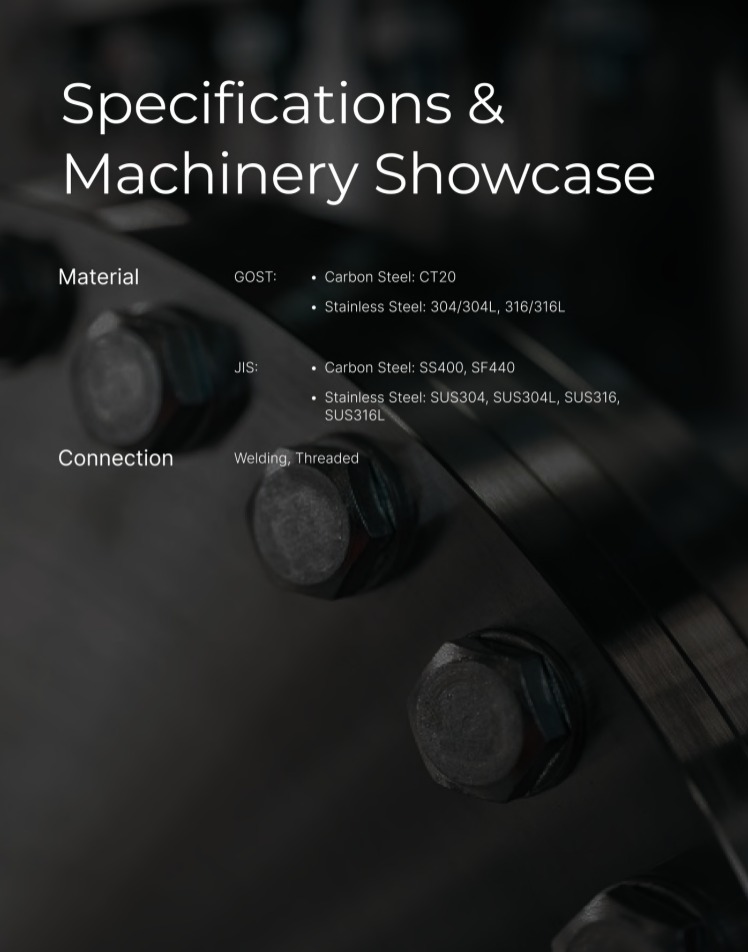 Specifications &
Machinery Showcase
Material
GOST:
• Carbon Steel: CT20
• Stainless Steel: 304/304L, 316/316L
JIS:
• Carbon Steel: SS400, SF440
• Stainless Steel: SUS304, SUS304L, SUS316,
SUS316L
Connection
Welding, Threaded